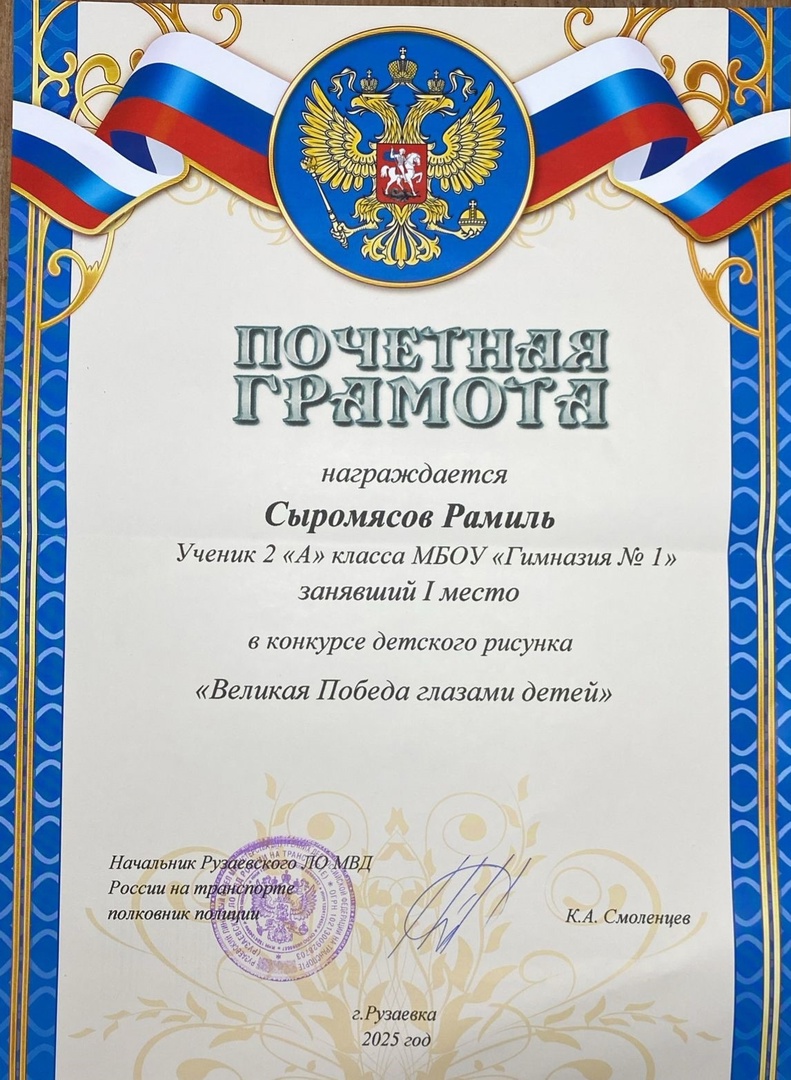 ПОЧЕТНАЯ
ГРАМОТА
награждается
Сыромясов Рамиль
Ученик 2 «А» класса МБОУ «Гимназия № 1»
занявший I место
в конкурсе детского рисунка
«Великая Победа глазами детей»
Начальник Рузаевского ЛО МВД
России на транспорте
полковник полиции
К.А. Смоленцев
г.Рузаевка
2025 год